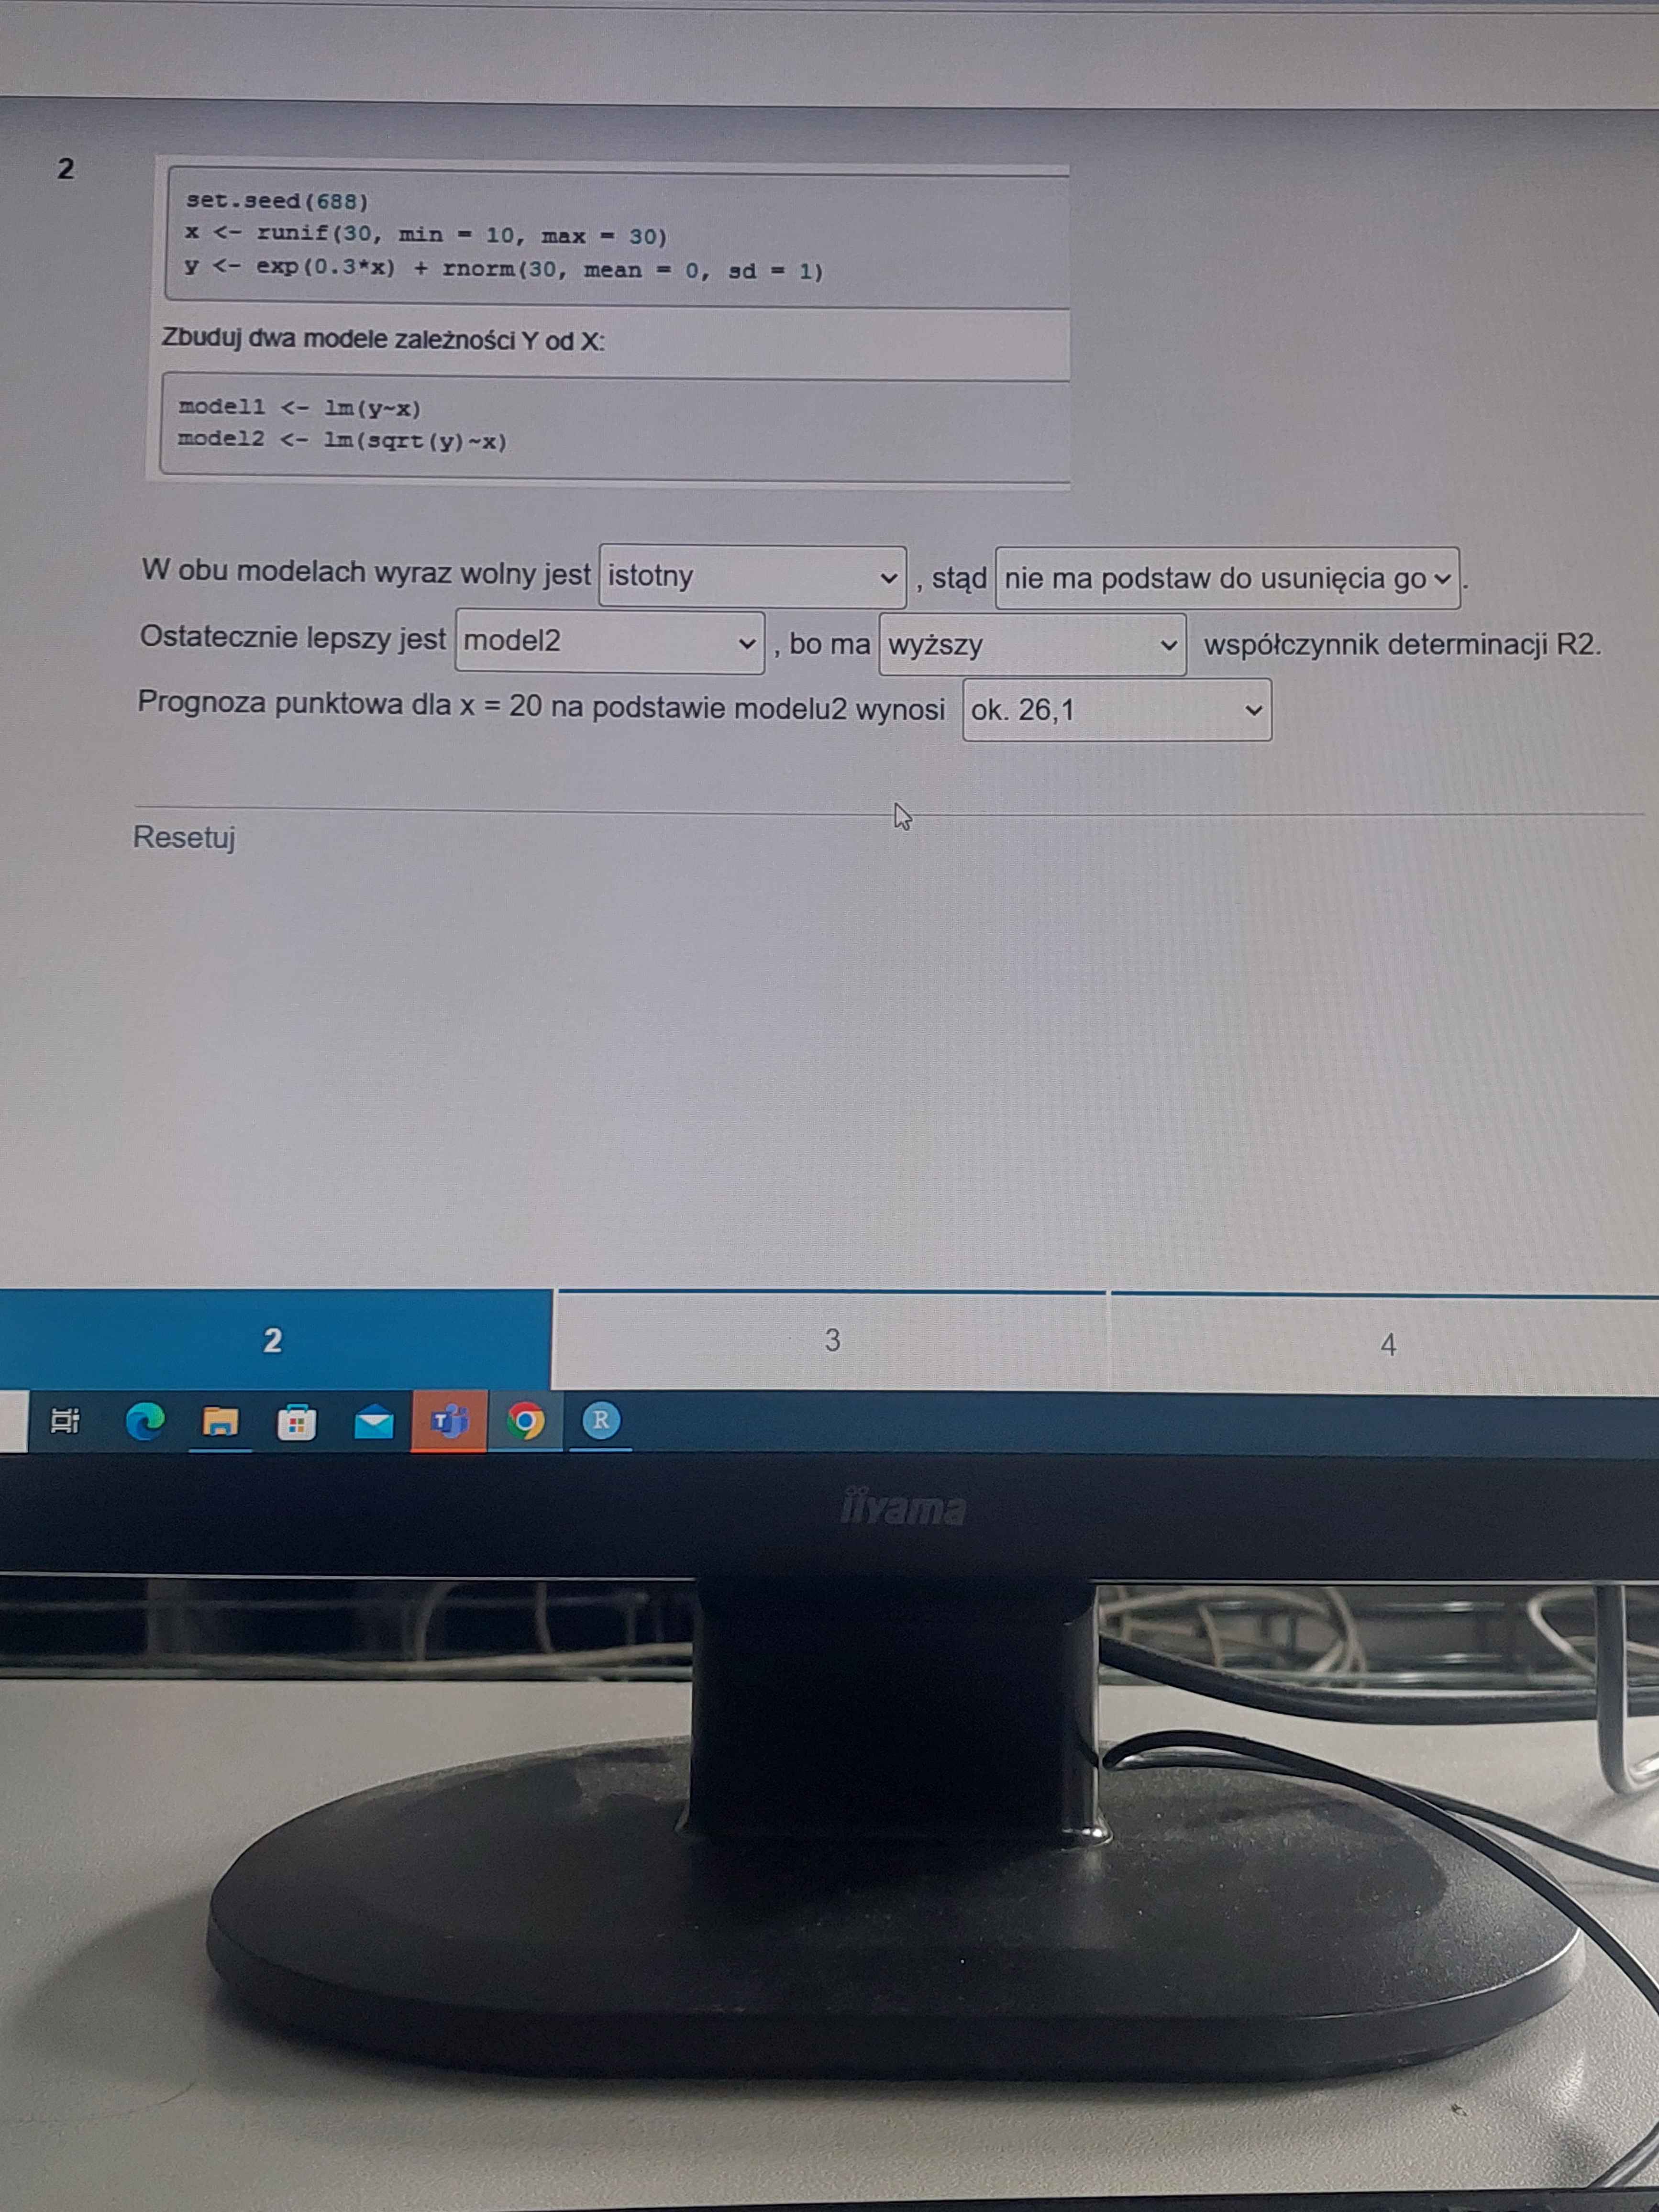 2
set.seed(688)
x <- runif(30, min = 10, max = 30)
y <- exp(0.3*x) + rnorm(30, mean = 0, sd = 1)
Zbuduj dwa modele zależności Y od X:
model1 <- lm(y~x)
model2 <- lm(sqrt(y)~x)
W obu modelach wyraz wolny jest istotny , stąd nie ma podstaw do usunięcia go .
Ostatecznie lepszy jest model2 , bo ma wyższy współczynnik determinacji R2.
Prognoza punktowa dla x = 20 na podstawie modelu2 wynosi ok. 26,1
Resetuj
2 3 4
T R
iiyama